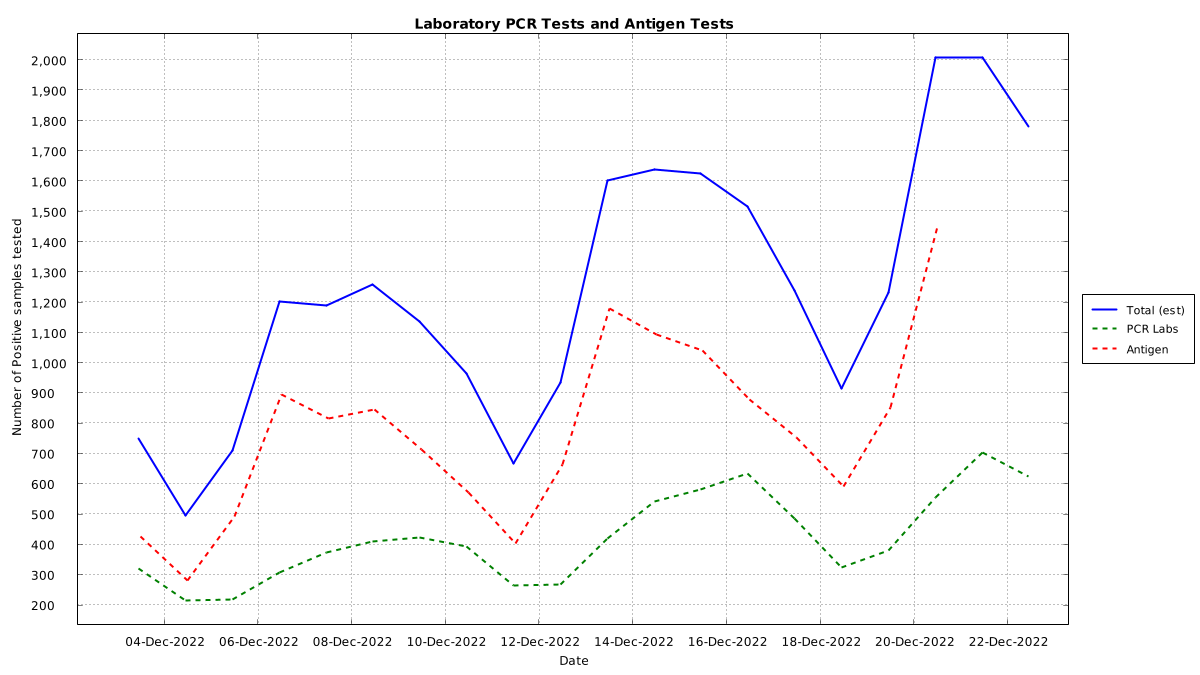 Laboratory PCR Tests and Antigen Tests
Number of Positive samples tested
2,000
1,900
1,800
1,700
1,600
1,500
1,400
1,300
1,200
1,100
1,000
900
800
700
600
500
400
300
200
04-Dec-2022 06-Dec-2022 08-Dec-2022 10-Dec-2022 12-Dec-2022 14-Dec-2022 16-Dec-2022 18-Dec-2022 20-Dec-2022 22-Dec-2022
Date
Total (est)
PCR Labs
Antigen